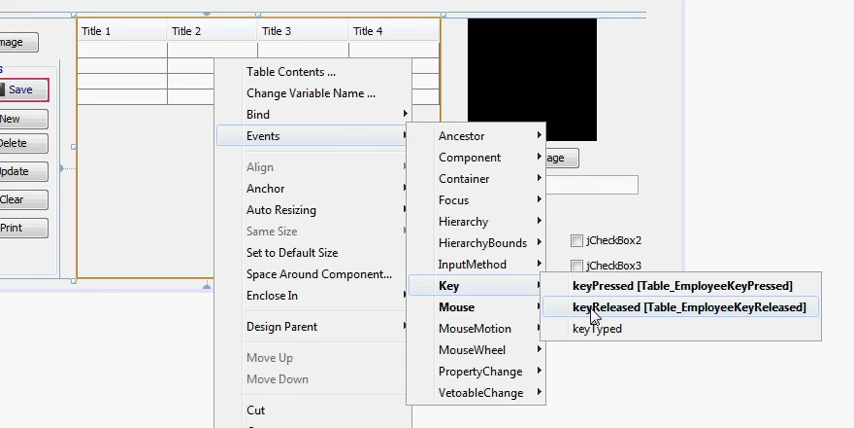 Title 1 Title 2 Title 3 Title 4
mage
s
Save
New
Delete
Update
Clear
Print
Table Contents ...
Change Variable Name ...
Bind
Events
Align
Anchor
Auto Resizing
Same Size
Set to Default Size
Space Around Component...
Enclose In
Design Parent
Move Up
Move Down
Cut
Ancestor
Component
Container
Focus
Hierarchy
HierarchyBounds
InputMethod
Key
Mouse
MouseMotion
MouseWheel
PropertyChange
VetoableChange
keyPressed [Table_EmployeeKeyPressed]
keyReleased [Table_EmployeeKeyReleased]
keyTyped
age
jCheckBox2
jCheckBox3